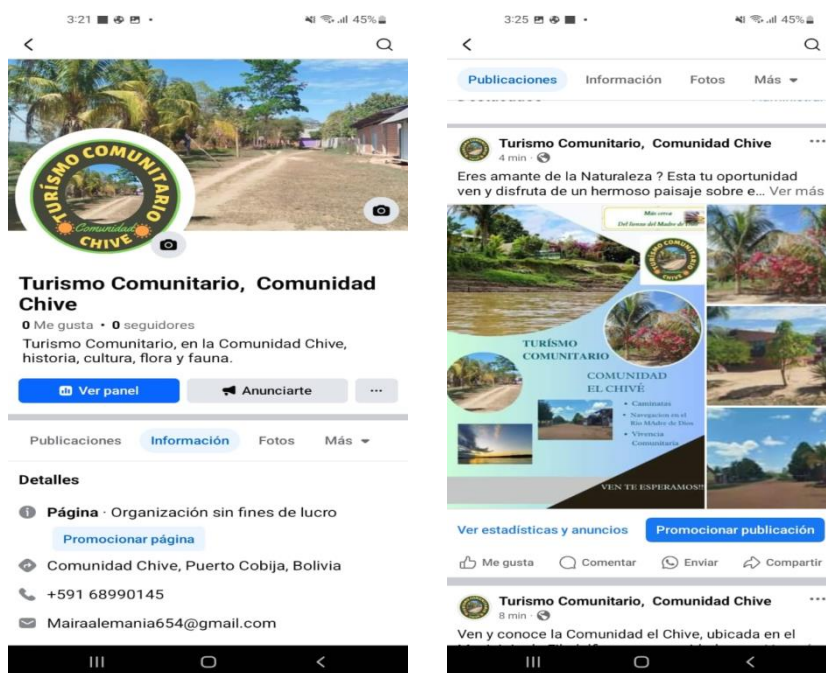 3:21
45%
TURÍSMO COMUNITARIO
Comunidad
CHIVÉ
Turismo Comunitario, Comunidad
Chive
0 Me gusta • 0 seguidores
Turismo Comunitario, en la Comunidad Chive,
historia, cultura, flora y fauna.
Ver panel
Anunciarte
Publicaciones
Información
Fotos
Más
Detalles
Página · Organización sin fines de lucro
Promocionar página
Comunidad Chive, Puerto Cobija, Bolivia
+591 68990145
Mairaalemania654@gmail.com
3:25
45%
Publicaciones
Información
Fotos
Más
Turismo Comunitario, Comunidad Chive
4 min
Eres amante de la Naturaleza ? Esta tu oportunidad
ven y disfruta de un hermoso paisaje sobre e... Ver más
Más cerca
TURÍSMO
COMUNITARIO
COMUNIDAD
EL CHIVÉ
• Caminatas
• Navegacion en el
Rio MAdre de Dios
• Vivencia
Comunitaria
VEN TE ESPERAMOS!!
Ver estadísticas y anuncios
Promocionar publicación
Me gusta
Comentar
Enviar
Compartir
Turismo Comunitario, Comunidad Chive
8 min
Ven y conoce la Comunidad el Chive, ubicada en el